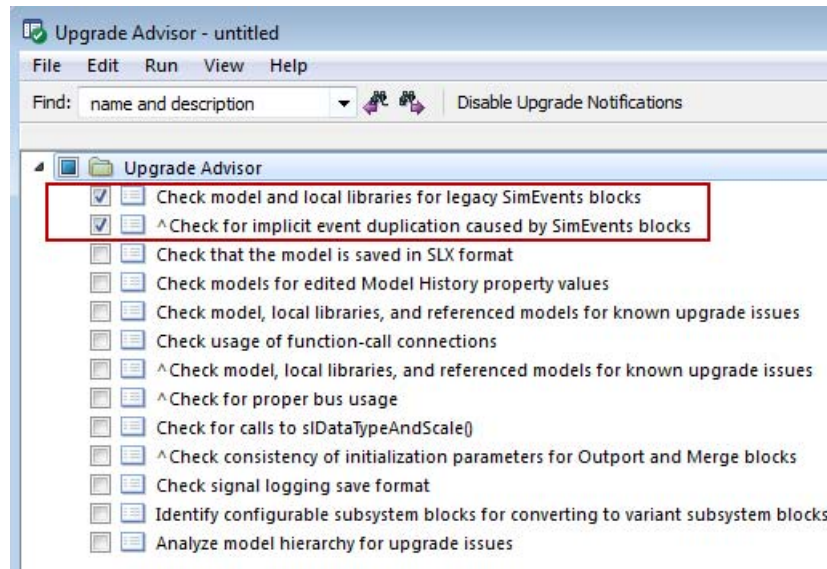 Upgrade Advisor - untitled
File Edit Run View Help
Find: name and description Disable Upgrade Notifications
Upgrade Advisor
Check model and local libraries for legacy SimEvents blocks
^Check for implicit event duplication caused by SimEvents blocks
Check that the model is saved in SLX format
Check models for edited Model History property values
Check model, local libraries, and referenced models for known upgrade issues
Check usage of function-call connections
^Check model, local libraries, and referenced models for known upgrade issues
^Check for proper bus usage
Check for calls to slDataTypeAndScale()
^Check consistency of initialization parameters for Outport and Merge blocks
Check signal logging save format
Identify configurable subsystem blocks for converting to variant subsystem blocks
Analyze model hierarchy for upgrade issues